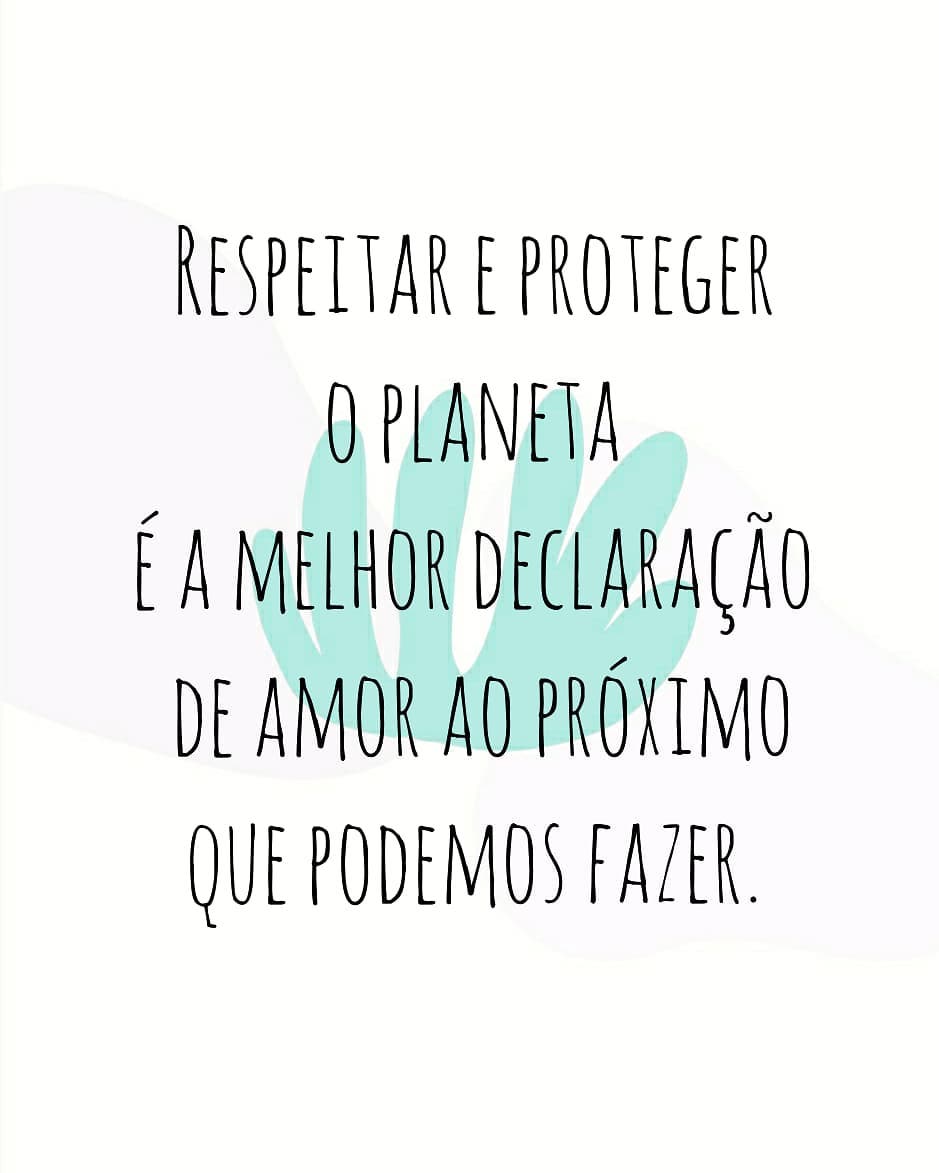 Respeitar e proteger
o planeta
é a melhor declaração
de amor ao próximo
que podemos fazer.